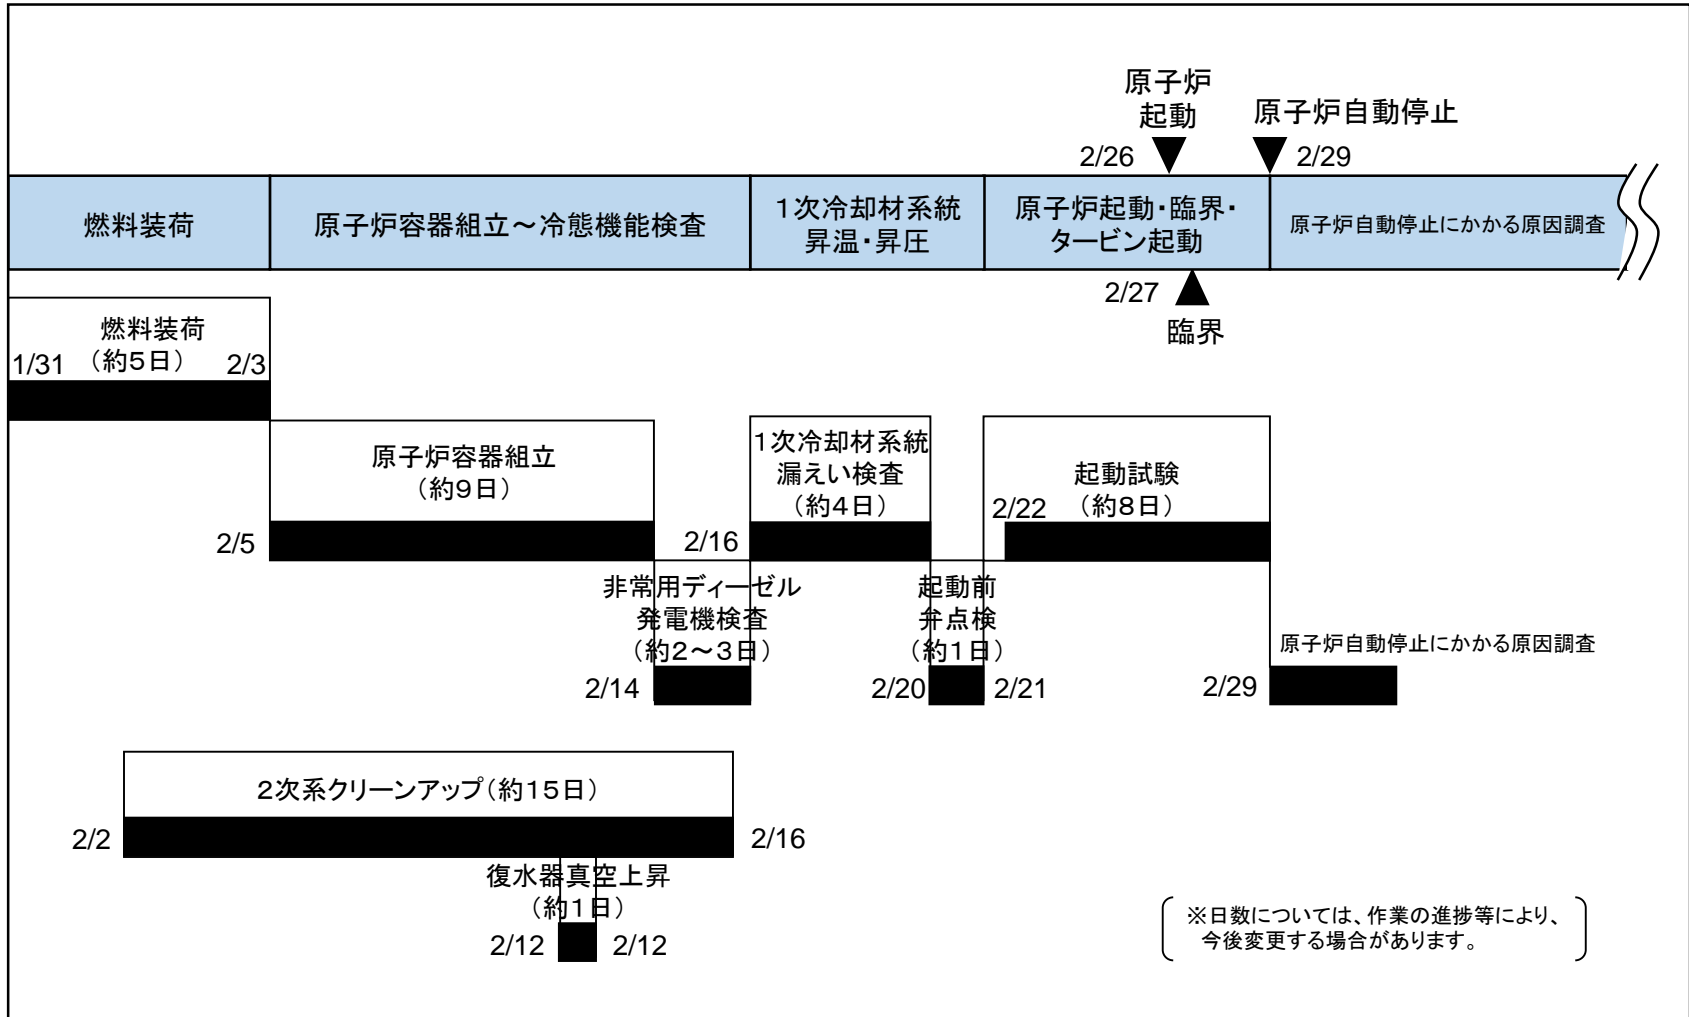 原子炉
起動
原子炉自動停止
2/26
2/29
燃料装荷
原子炉容器組立～冷態機能検査
1次冷却材系統
昇温・昇圧
原子炉起動・臨界・
タービン起動
原子炉自動停止にかかる原因調査
2/27
臨界
燃料装荷
（約5日）
1/31
2/3
原子炉容器組立
（約9日）
2/5
2/16
1次冷却材系統
漏えい検査
（約4日）
起動試験
（約8日）
2/22
非常用ディーゼル
発電機検査
（約2～3日）
2/14
起動前
弁点検
（約1日）
2/20
2/21
原子炉自動停止にかかる原因調査
2/29
2次系クリーンアップ（約15日）
2/2
2/16
復水器真空上昇
（約1日）
2/12
2/12
※日数については、作業の進捗等により、
今後変更する場合があります。